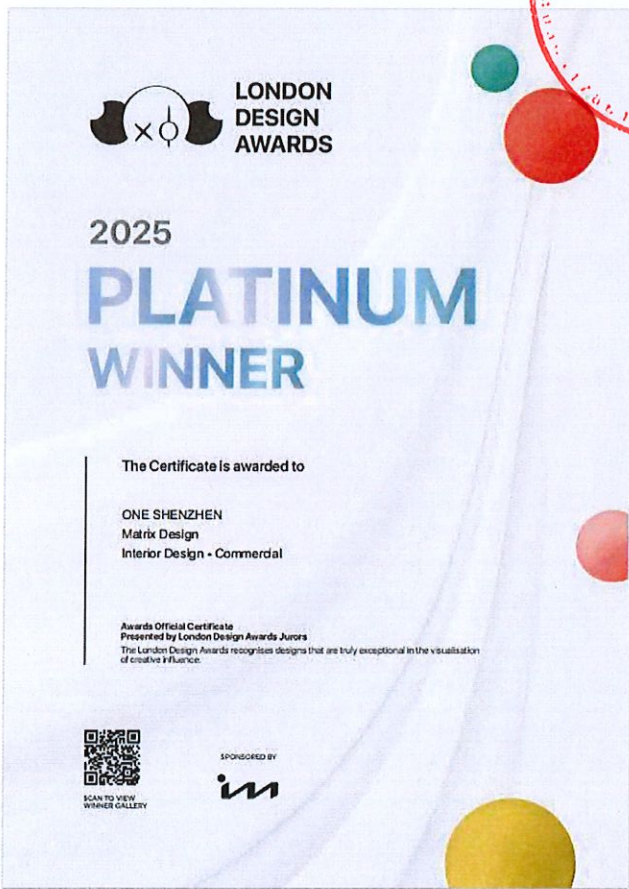 LONDON
DESIGN
AWARDS
2025
PLATINUM
WINNER
The Certificate is awarded to
ONE SHENZHEN
Matrix Design
Interior Design - Commercial
Awards Official Certificate
Presented by London Design Awards Jurors
The London Design Awards recognises designs that are truly exceptional in the visualisation
of creative influence.
SCAN TO VIEW
WINNER GALLERY
SPONSORED BY